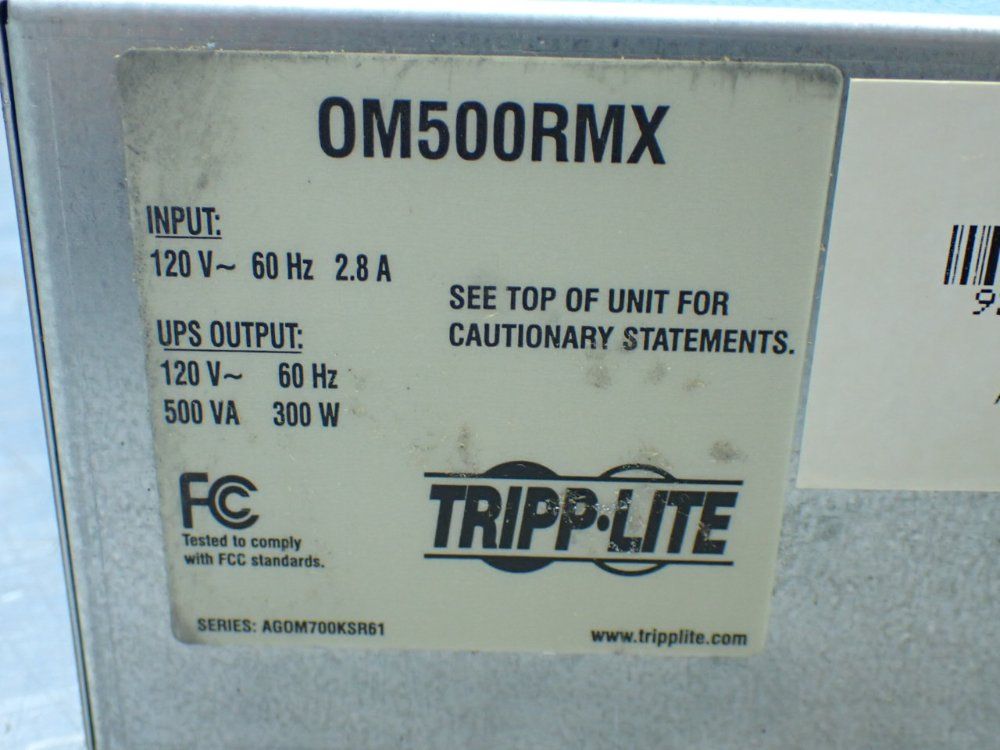 OM500RMX
INPUT:
120 V~ 60 Hz 2.8 A
UPS OUTPUT:
120 V~ 60 Hz
500 VA 300 W
SEE TOP OF UNIT FOR
CAUTIONARY STATEMENTS.
FC
Tested to comply
with FCC standards.
TRIPP·LITE
SERIES: AGOM700KSR61
www.tripplite.com
9